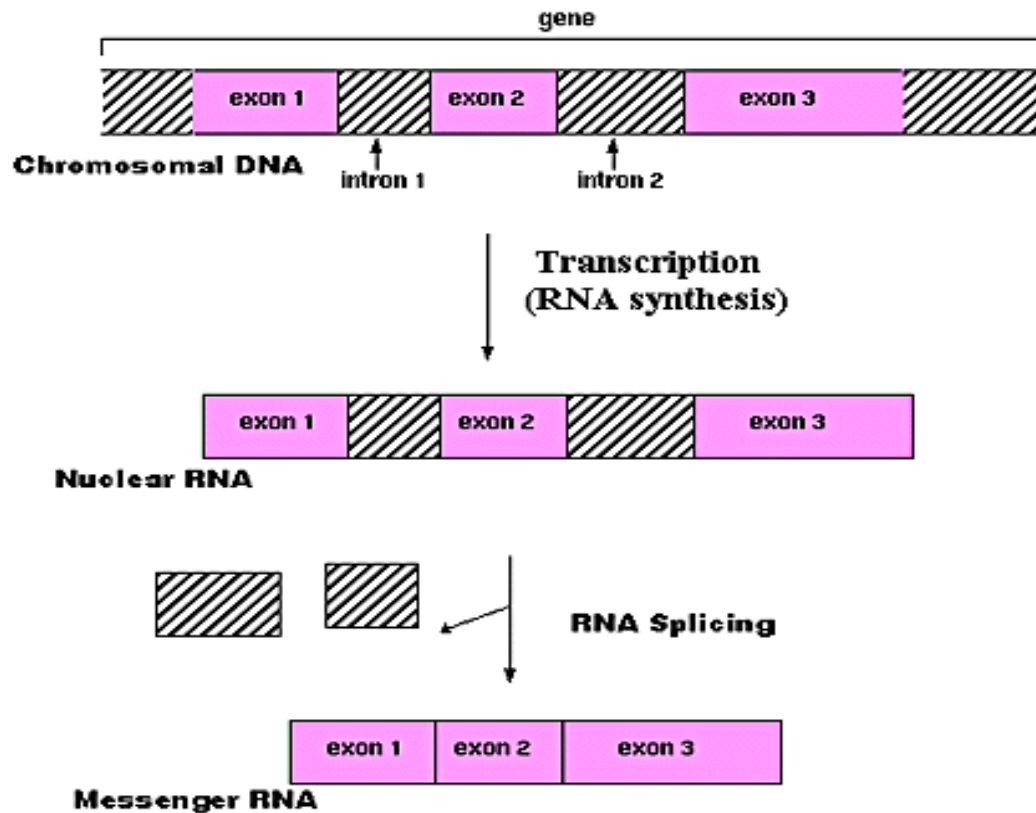 gene
exon 1 exon 2 exon 3
Chromosomal DNA
intron 1 intron 2
Transcription
(RNA synthesis)
exon 1 exon 2 exon 3
Nuclear RNA
RNA Splicing
exon 1 exon 2 exon 3
Messenger RNA